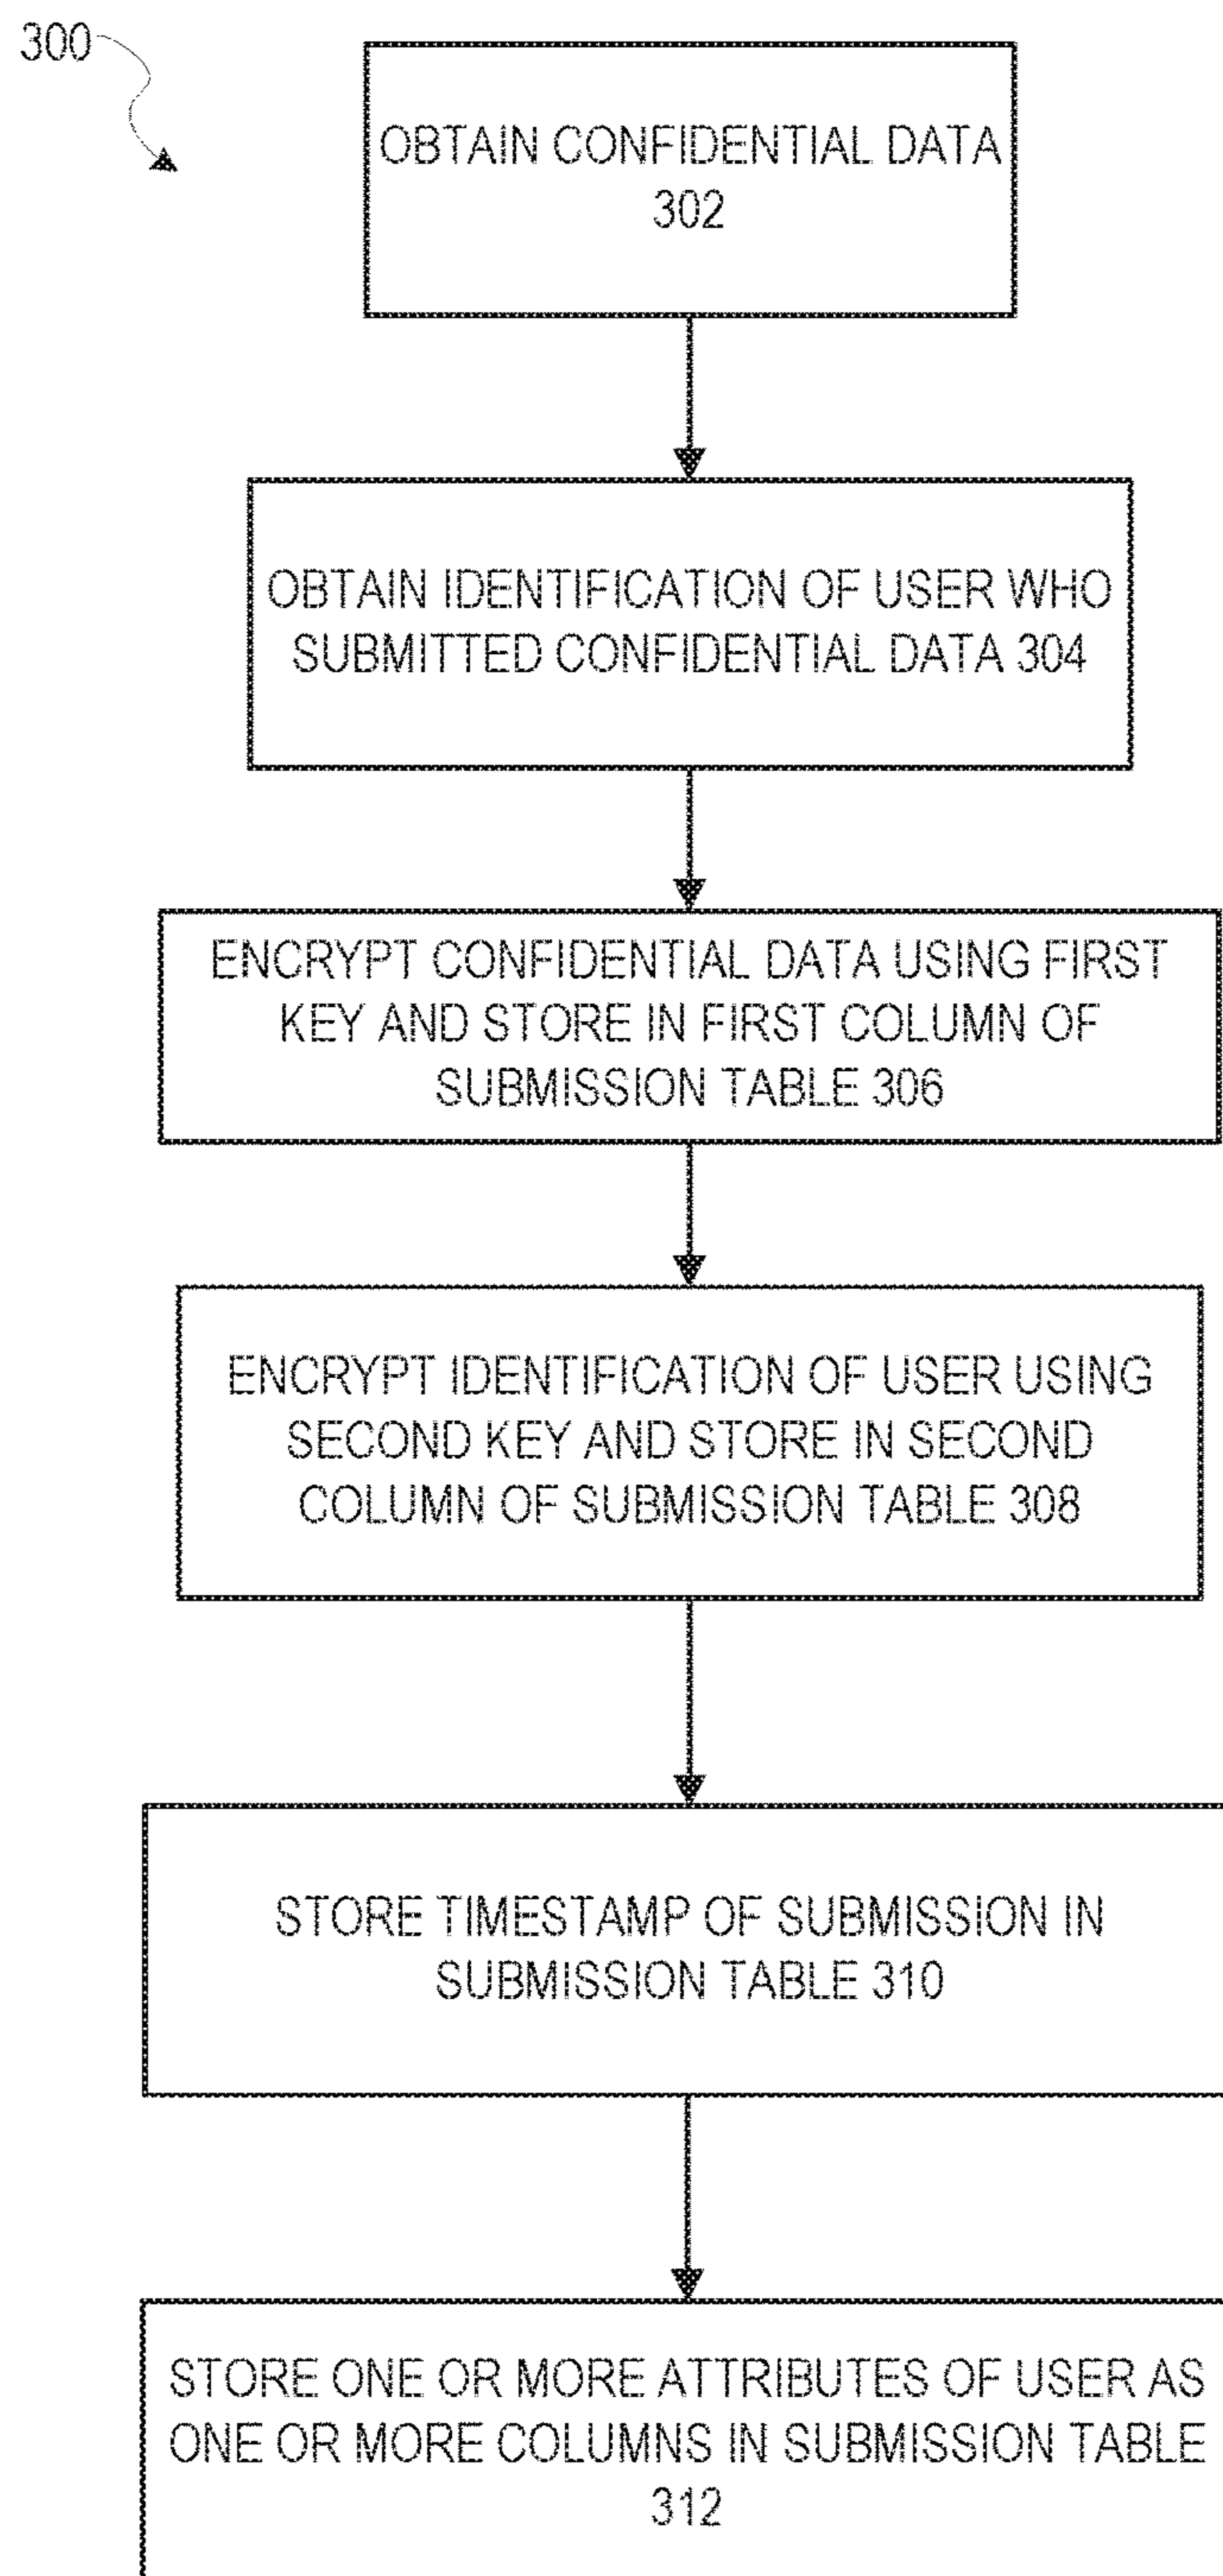 300
OBTAIN CONFIDENTIAL DATA
302
OBTAIN IDENTIFICATION OF USER WHO
SUBMITTED CONFIDENTIAL DATA 304
ENCRYPT CONFIDENTIAL DATA USING FIRST
KEY AND STORE IN FIRST COLUMN OF
SUBMISSION TABLE 306
ENCRYPT IDENTIFICATION OF USER USING
SECOND KEY AND STORE IN SECOND
COLUMN OF SUBMISSION TABLE 308
STORE TIMESTAMP OF SUBMISSION IN
SUBMISSION TABLE 310
STORE ONE OR MORE ATTRIBUTES OF USER AS
ONE OR MORE COLUMNS IN SUBMISSION TABLE
312